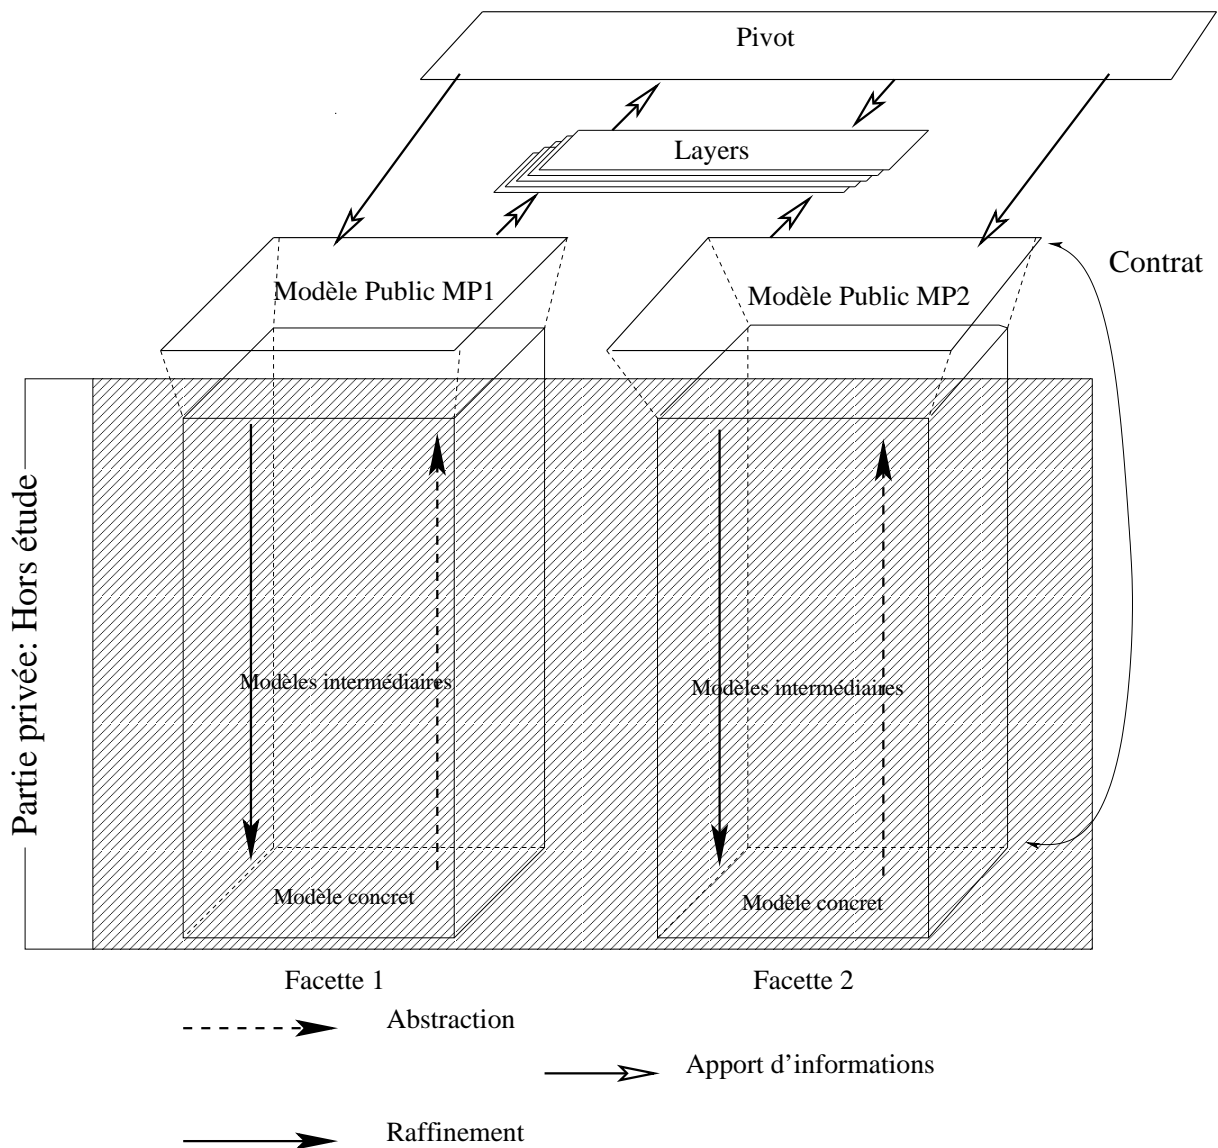 Pivot
Layers
Contrat
Modèle Public MP1
Modèle Public MP2
Partie privée: Hors étude
Modèles intermédiaires
Modèles intermédiaires
Modèle concret
Modèle concret
Facette 1
Facette 2
Abstraction
Apport d'informations
Raffinement